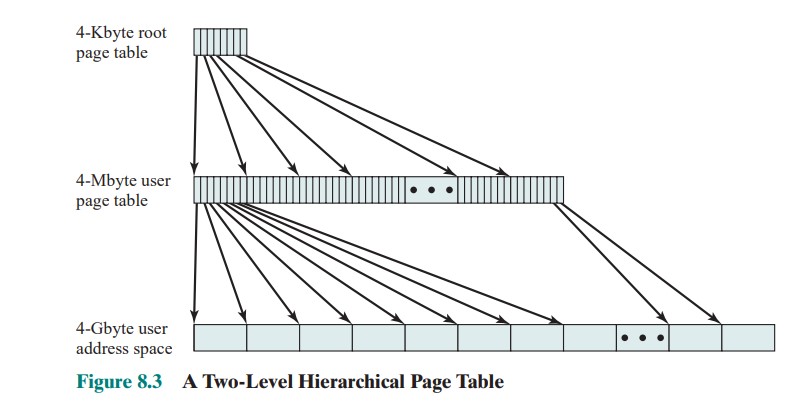 4-Kbyte root
page table
4-Mbyte user
page table
• • •
4-Gbyte user
address space
• • •
Figure 8.3 A Two-Level Hierarchical Page Table